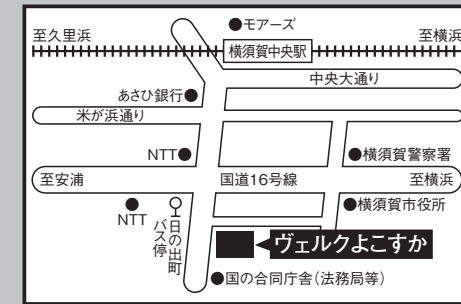 ●モアーズ
至久里浜
至横浜
横須賀中央駅
中央大通り
あさひ銀行●
米が浜通り
NTT●
●横須賀警察署
至安浦
国道16号線
至横浜
●横須賀市役所
NTT
日の出町
バス停
ヴェルクよこすか
●国の合同庁舎(法務局等)